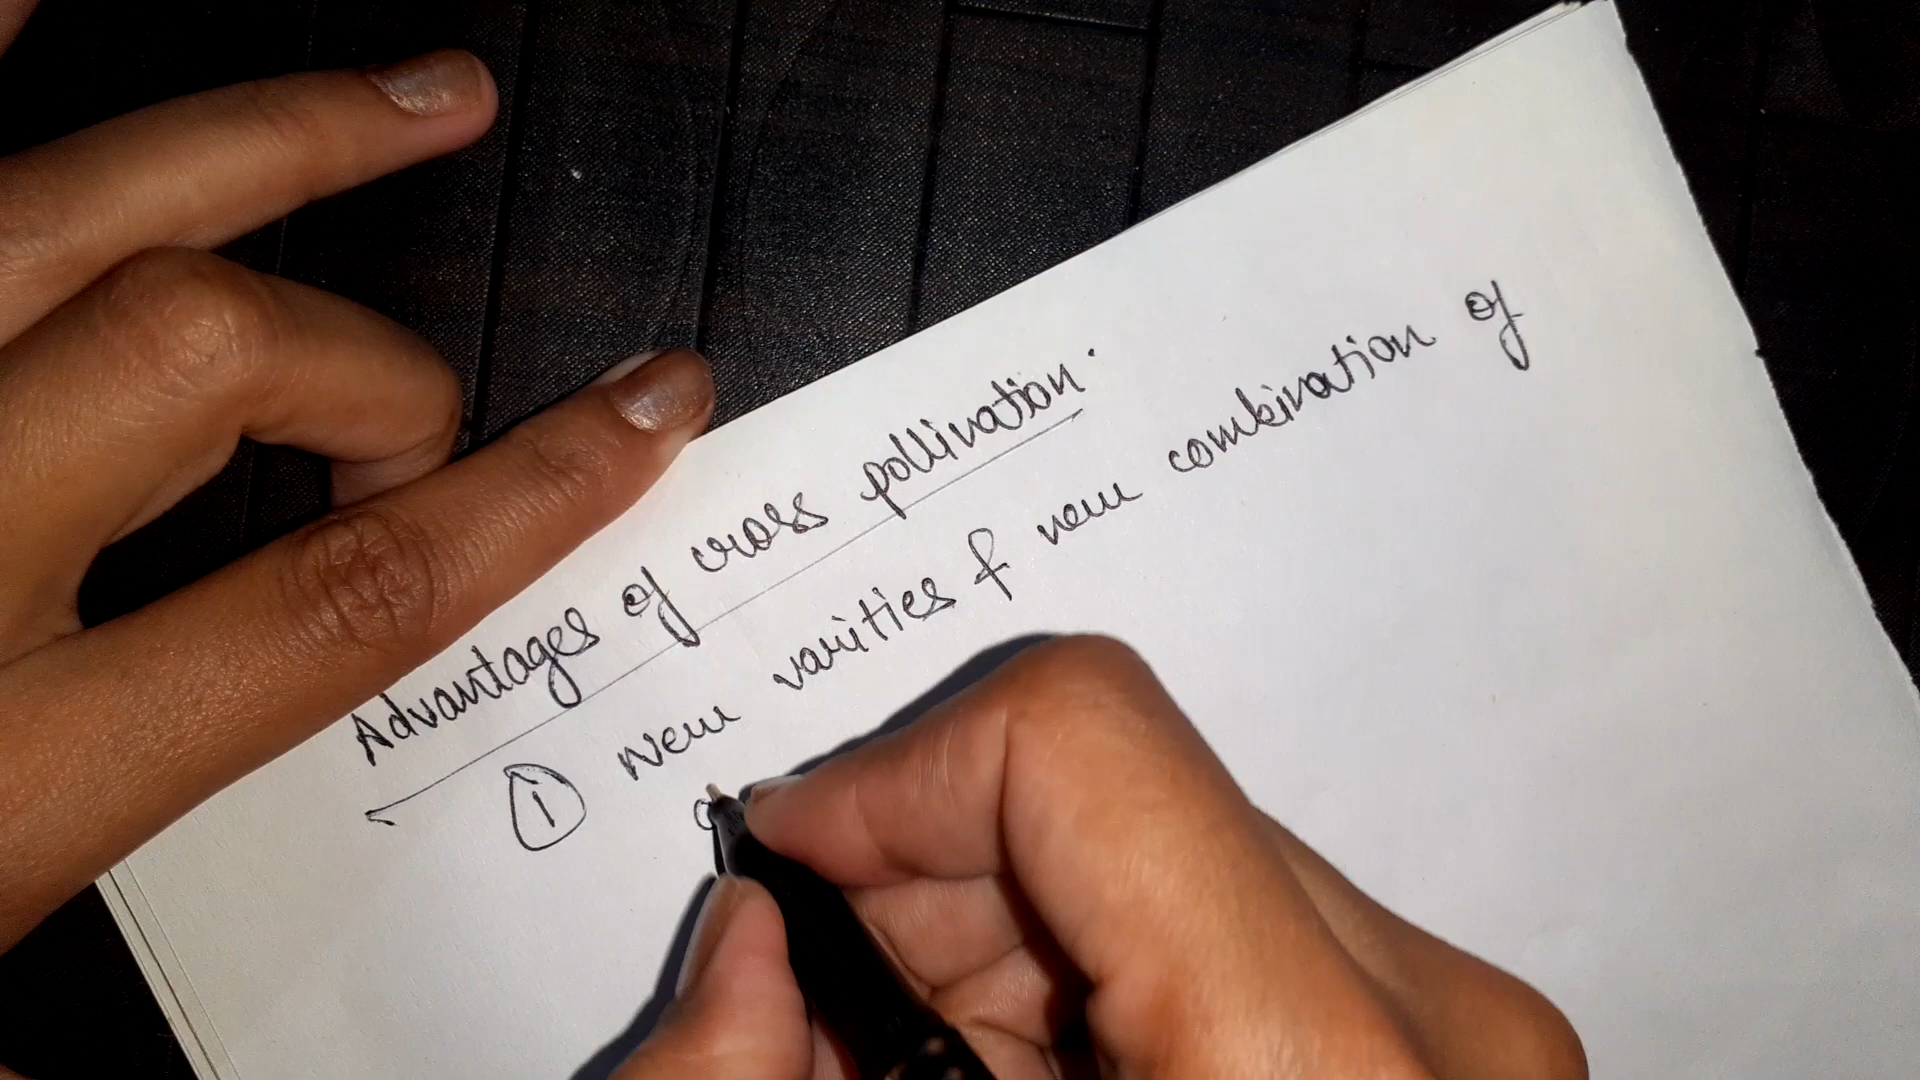 Advantages of cross pollination.
① New varities & new combination of